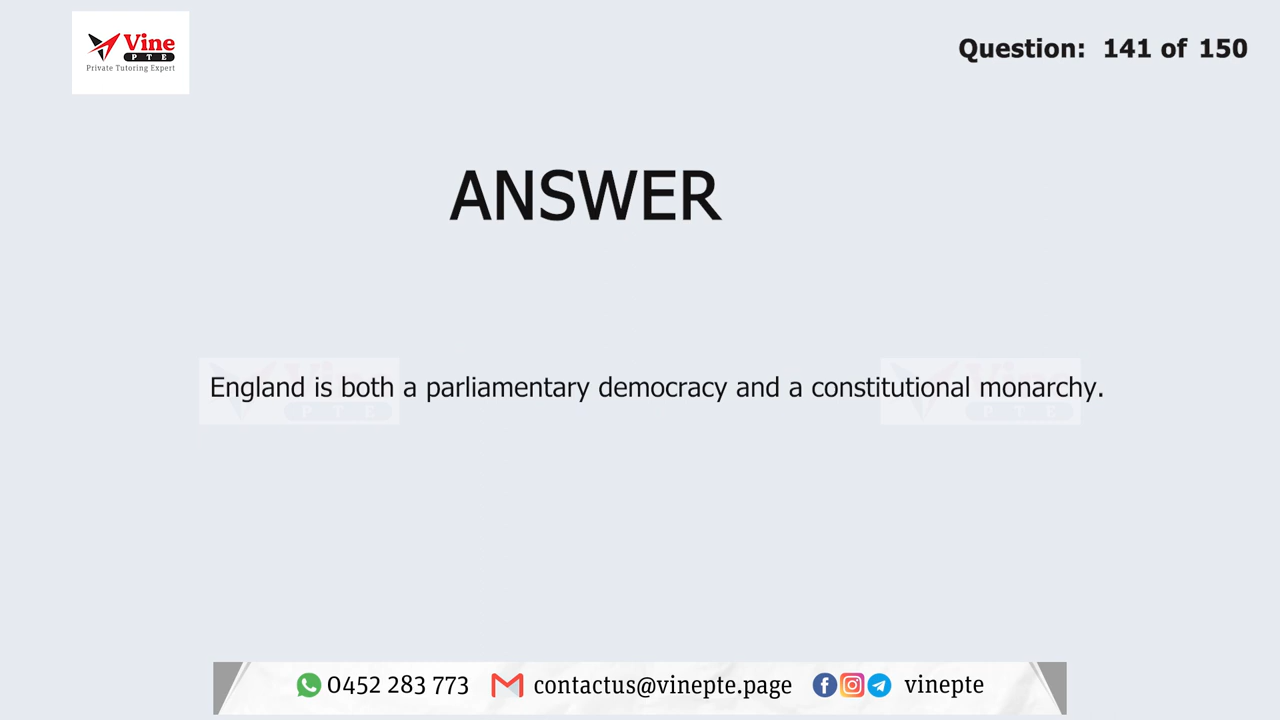 Vine
PTE
Private Tutoring Expert
Question: 141 of 150
ANSWER
England is both a parliamentary democracy and a constitutional monarchy.
0452 283 773 contactus@vinepte.page vinepte